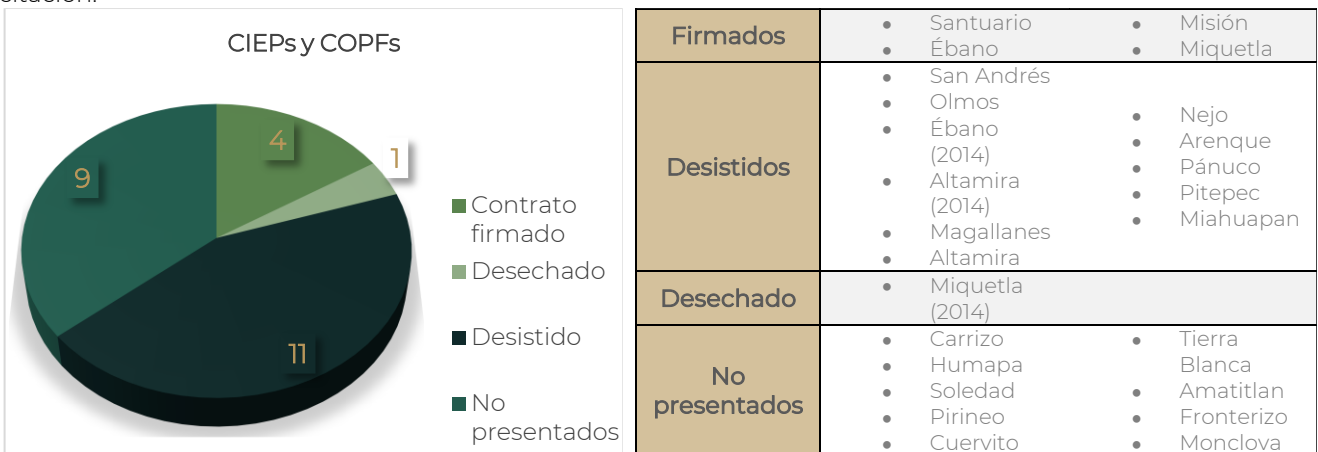 CIEPs y COPFs
4
1
9
11
Contrato
firmado
Desechado
Desistido
No
presentados
Firmados
• Santuario
• Ébano
• Misión
• Miquetla
Desistidos
• San Andrés
• Olmos
• Ébano
(2014)
• Altamira
(2014)
• Magallanes
• Altamira
• Nejo
• Arenque
• Pánuco
• Pitepec
• Miahuapan
Desechado
• Miquetla
(2014)
No
presentados
• Carrizo
• Humapa
• Soledad
• Pirineo
• Cuervito
• Tierra
Blanca
• Amatitlan
• Fronterizo
• Monclova